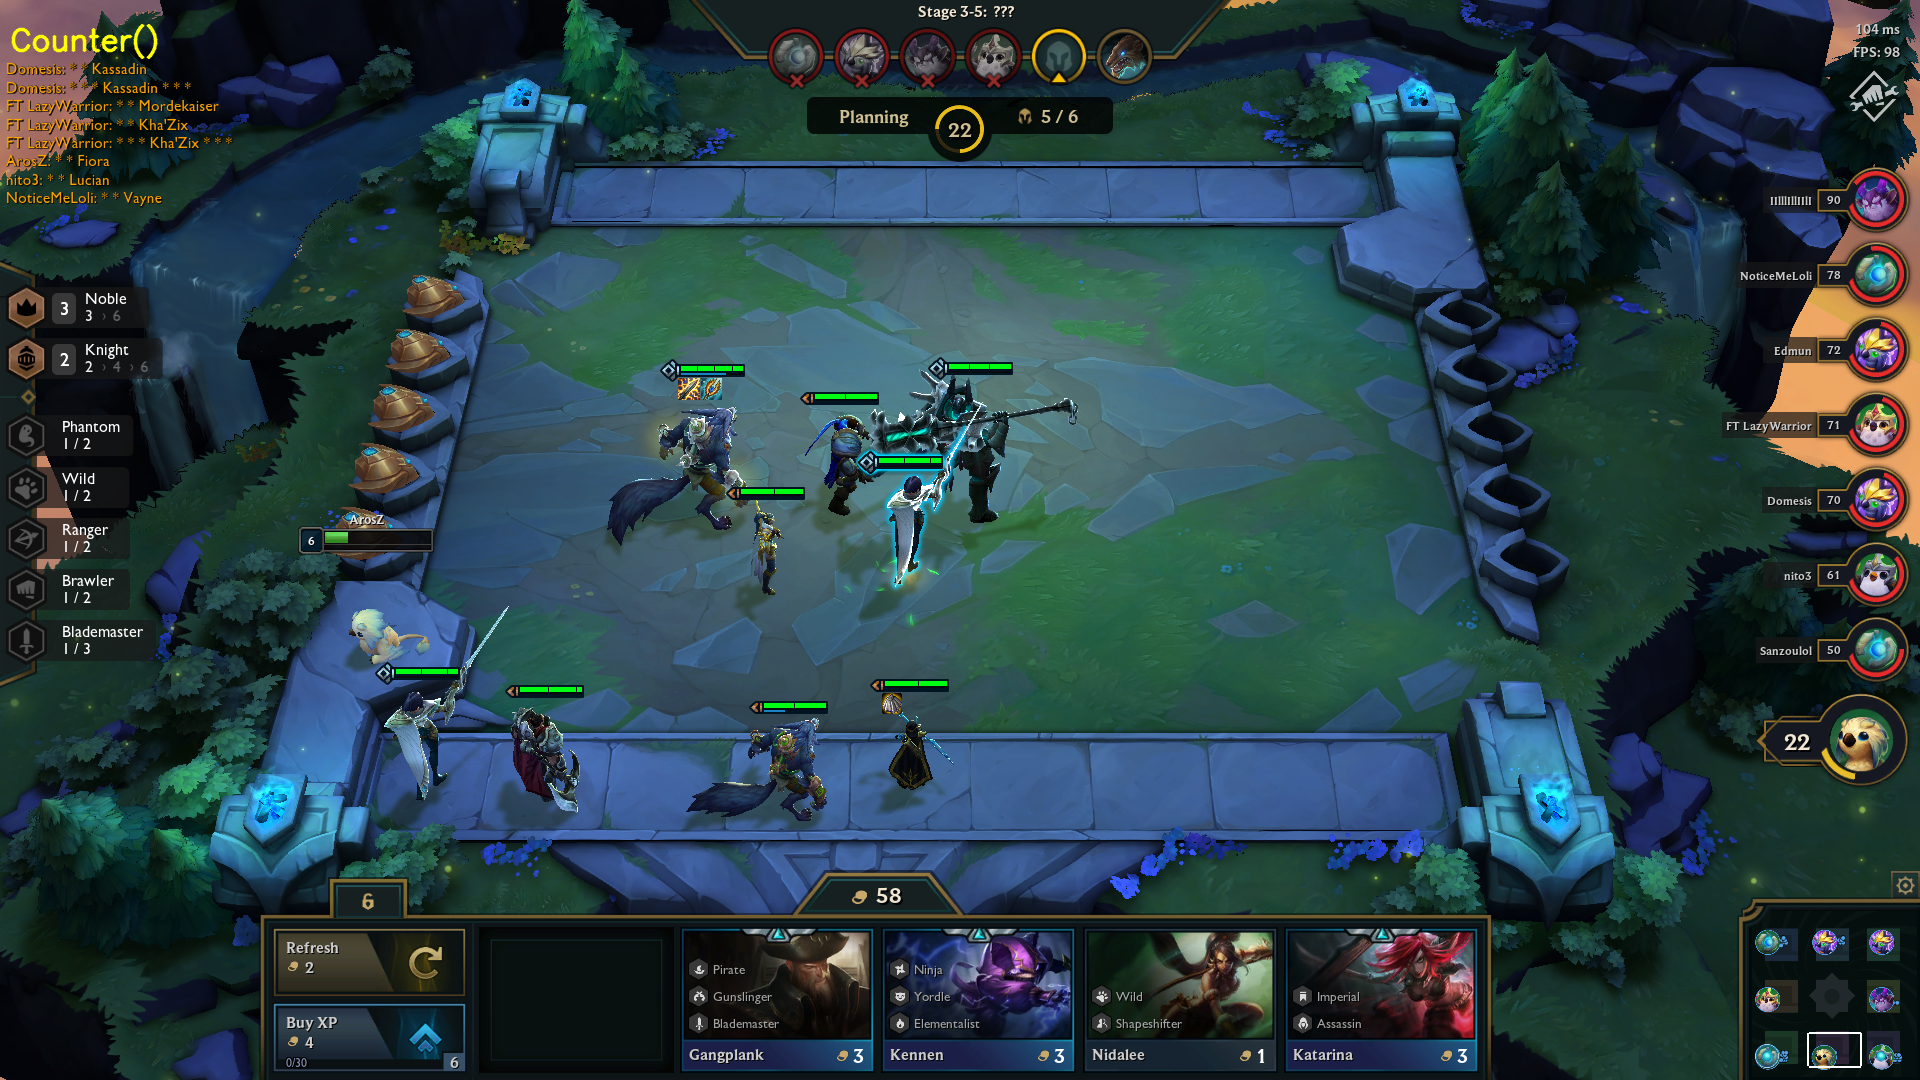 Stage 3-5: ???
Counter()
Domesis: * * Kassadin
Domesis: * * * Kassadin * * *
FT LazyWarrior: * * Mordekaiser
FT LazyWarrior: * * Kha'Zix
FT LazyWarrior: * * * Kha'Zix * * *
ArosZ: * * Fiora
nito3: * * Lucian
NoticeMeLoli: * * Vayne
104 ms
FPS: 98
Planning
22
5 / 6
90
NoticeMeLoli
78
Edmun
72
FT LazyWarrior
71
Domesis
70
nito3
61
Sanzoulol
50
22
3
Noble
3 › 6
2
Knight
2 › 4 › 6
Phantom
1 / 2
Wild
1 / 2
Ranger
1 / 2
Brawler
1 / 2
Blademaster
1 / 3
ArosZ
6
6
58
Refresh
2
Buy XP
4
0/30
6
Pirate
Gunslinger
Blademaster
Gangplank
3
Ninja
Yordle
Elementalist
Kennen
3
Wild
Shapeshifter
Nidalee
1
Imperial
Assassin
Katarina
3